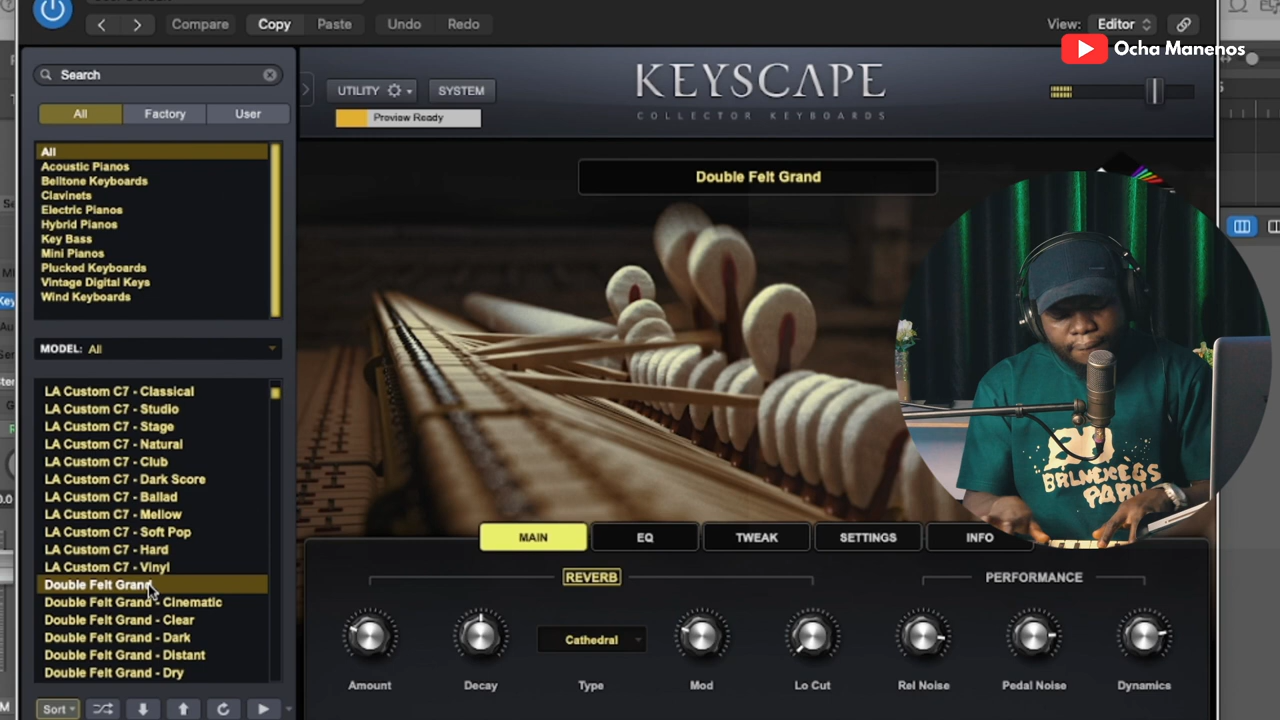 Compare
Copy
Paste
Undo
Redo
View:
Editor
Ocha Manenos
Search
All
Factory
User
All
Acoustic Pianos
Belltone Keyboards
Clavinets
Electric Pianos
Hybrid Pianos
Key Bass
Mini Pianos
Plucked Keyboards
Vintage Digital Keys
Wind Keyboards
MODEL: All
LA Custom C7 - Classical
LA Custom C7 - Studio
LA Custom C7 - Stage
LA Custom C7 - Natural
LA Custom C7 - Club
LA Custom C7 - Dark Score
LA Custom C7 - Ballad
LA Custom C7 - Mellow
LA Custom C7 - Soft Pop
LA Custom C7 - Hard
LA Custom C7 - Vinyl
Double Felt Grand
Double Felt Grand - Cinematic
Double Felt Grand - Clear
Double Felt Grand - Dark
Double Felt Grand - Distant
Double Felt Grand - Dry
Sort
UTILITY
SYSTEM
Preview Ready
KEYSCAPE
COLLECTOR KEYBOARDS
Double Felt Grand
MAIN
EQ
TWEAK
SETTINGS
INFO
REVERB
PERFORMANCE
Cathedral
Amount
Decay
Type
Mod
Lo Cut
Rel Noise
Pedal Noise
Dynamics